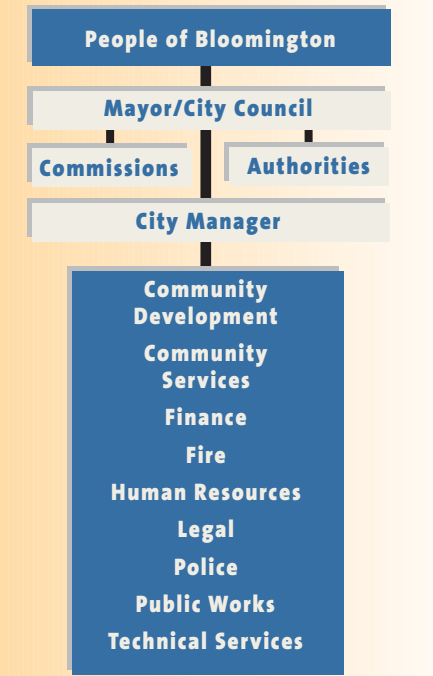 People of Bloomington
Mayor/City Council
Commissions
Authorities
City Manager
Community
Development
Community
Services
Finance
Fire
Human Resources
Legal
Police
Public Works
Technical Services